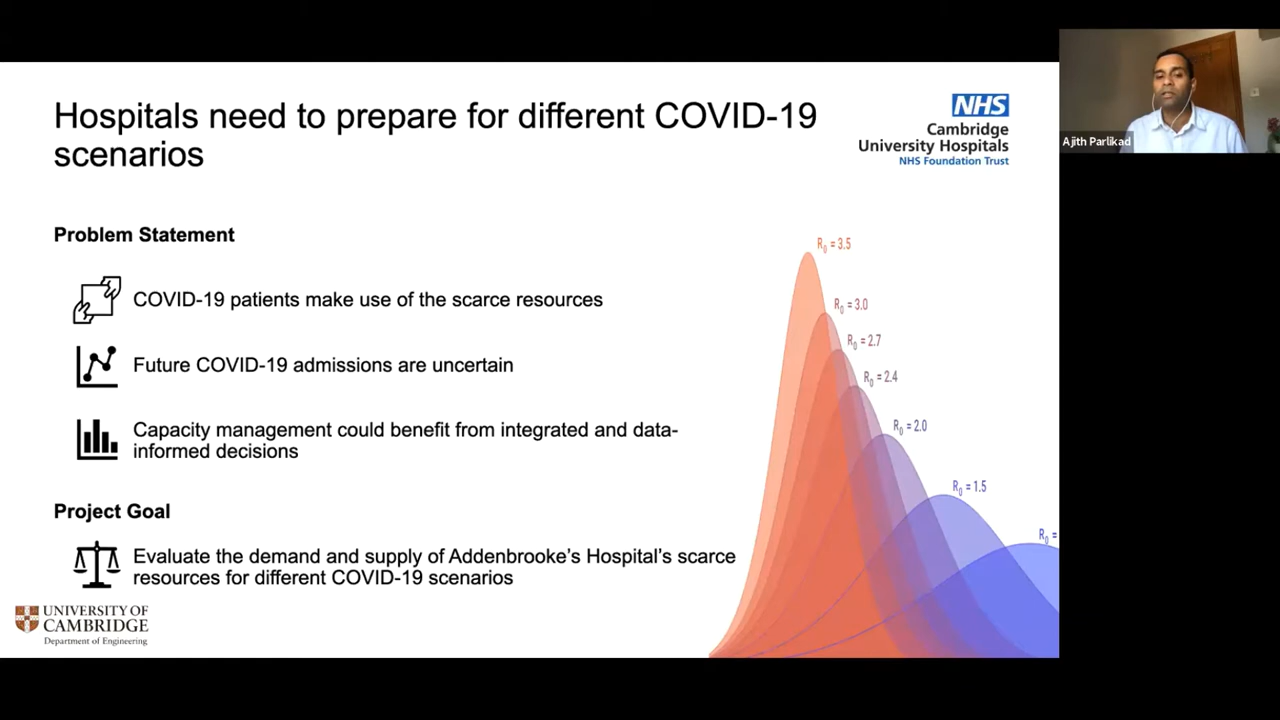 Hospitals need to prepare for different COVID-19
scenarios
NHS
Cambridge
University Hospitals
NHS Foundation Trust
Ajith Parlikad
Problem Statement
COVID-19 patients make use of the scarce resources
Future COVID-19 admissions are uncertain
Capacity management could benefit from integrated and data-
informed decisions
Project Goal
Evaluate the demand and supply of Addenbrooke's Hospital's scarce
resources for different COVID-19 scenarios
R₀ = 3.5
R₀ = 3.0
R₀ = 2.7
R₀ = 2.4
R₀ = 2.0
R₀ = 1.5
R₀ =
UNIVERSITY OF
CAMBRIDGE
Department of Engineering